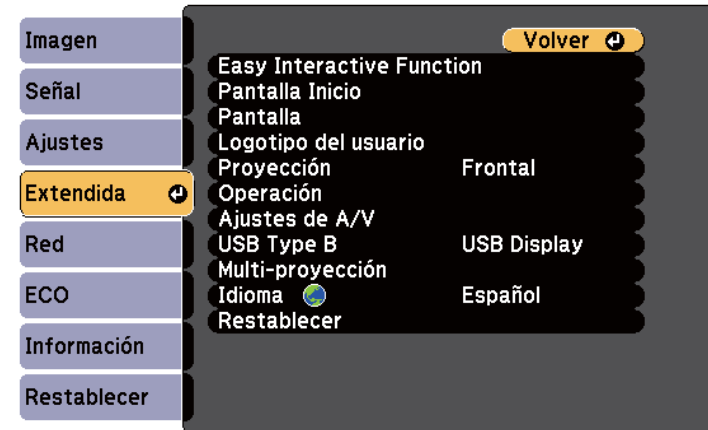 Imagen
Señal
Ajustes
Extendida
Red
ECO
Información
Restablecer
Volver
Easy Interactive Function
Pantalla Inicio
Pantalla
Logotipo del usuario
Proyección Frontal
Operación
Ajustes de A/V
USB Type B USB Display
Multi-proyección
Idioma Español
Restablecer